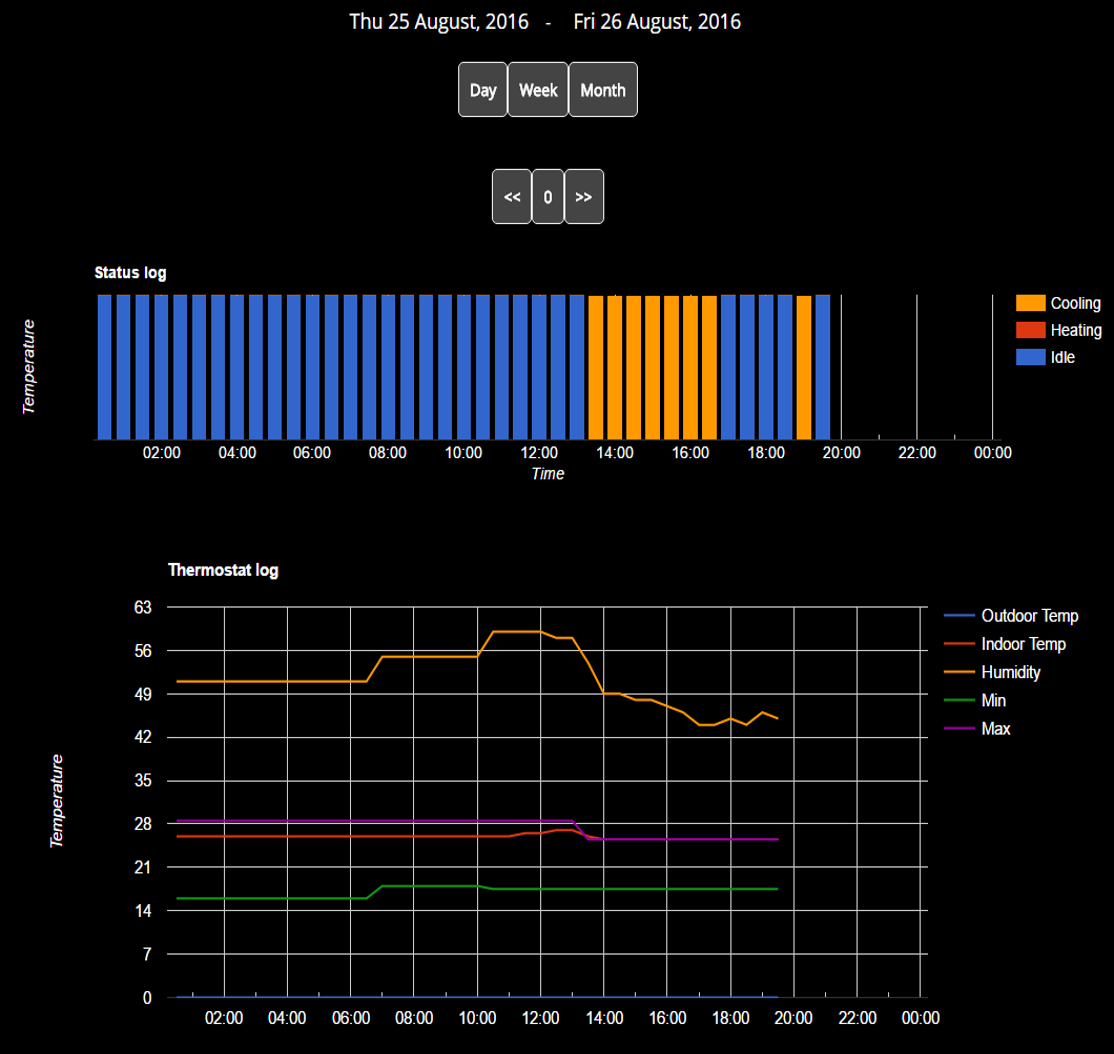 Thu 25 August, 2016 - Fri 26 August, 2016
Day Week Month
<< 0 >>
Status log
Temperature
Cooling
Heating
Idle
02:00 04:00 06:00 08:00 10:00 12:00 14:00 16:00 18:00 20:00 22:00 00:00
Time
Thermostat log
Temperature
63
56
49
42
35
28
21
14
7
0
Outdoor Temp
Indoor Temp
Humidity
Min
Max
02:00 04:00 06:00 08:00 10:00 12:00 14:00 16:00 18:00 20:00 22:00 00:00